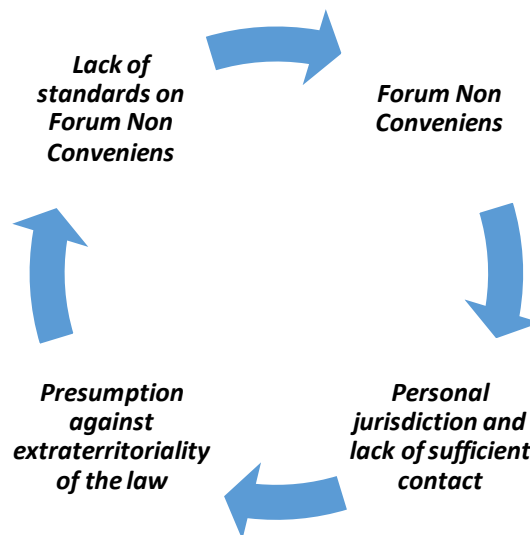 Lack of
standards on
Forum Non
Conveniens
Forum Non
Conveniens
Personal
jurisdiction and
lack of sufficient
contact
Presumption
against
extraterritoriality
of the law